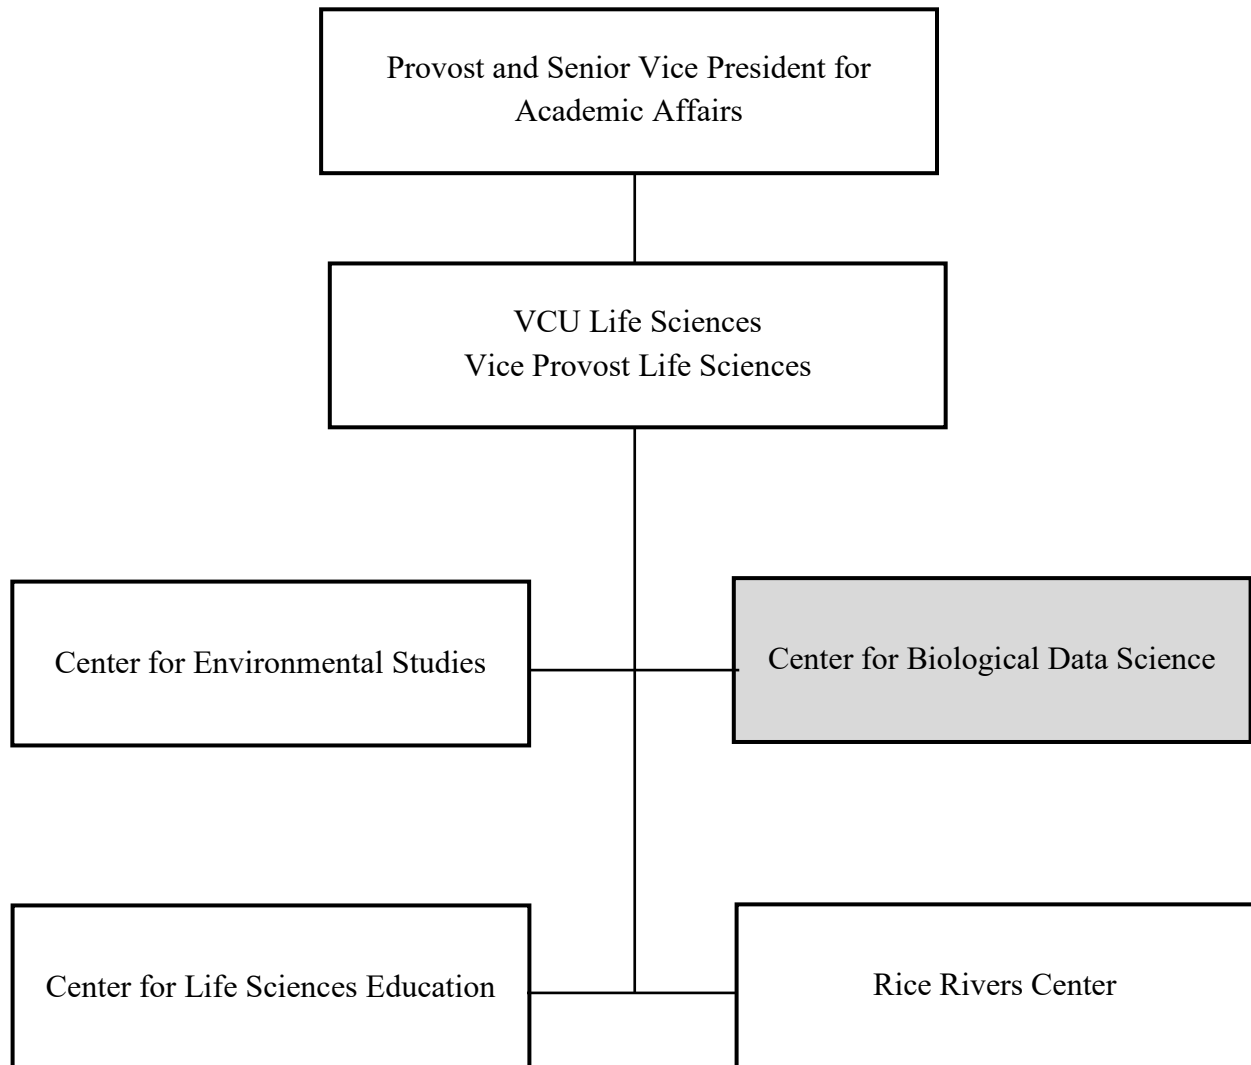 Provost and Senior Vice President for
Academic Affairs
VCU Life Sciences
Vice Provost Life Sciences
Center for Environmental Studies
Center for Biological Data Science
Center for Life Sciences Education
Rice Rivers Center